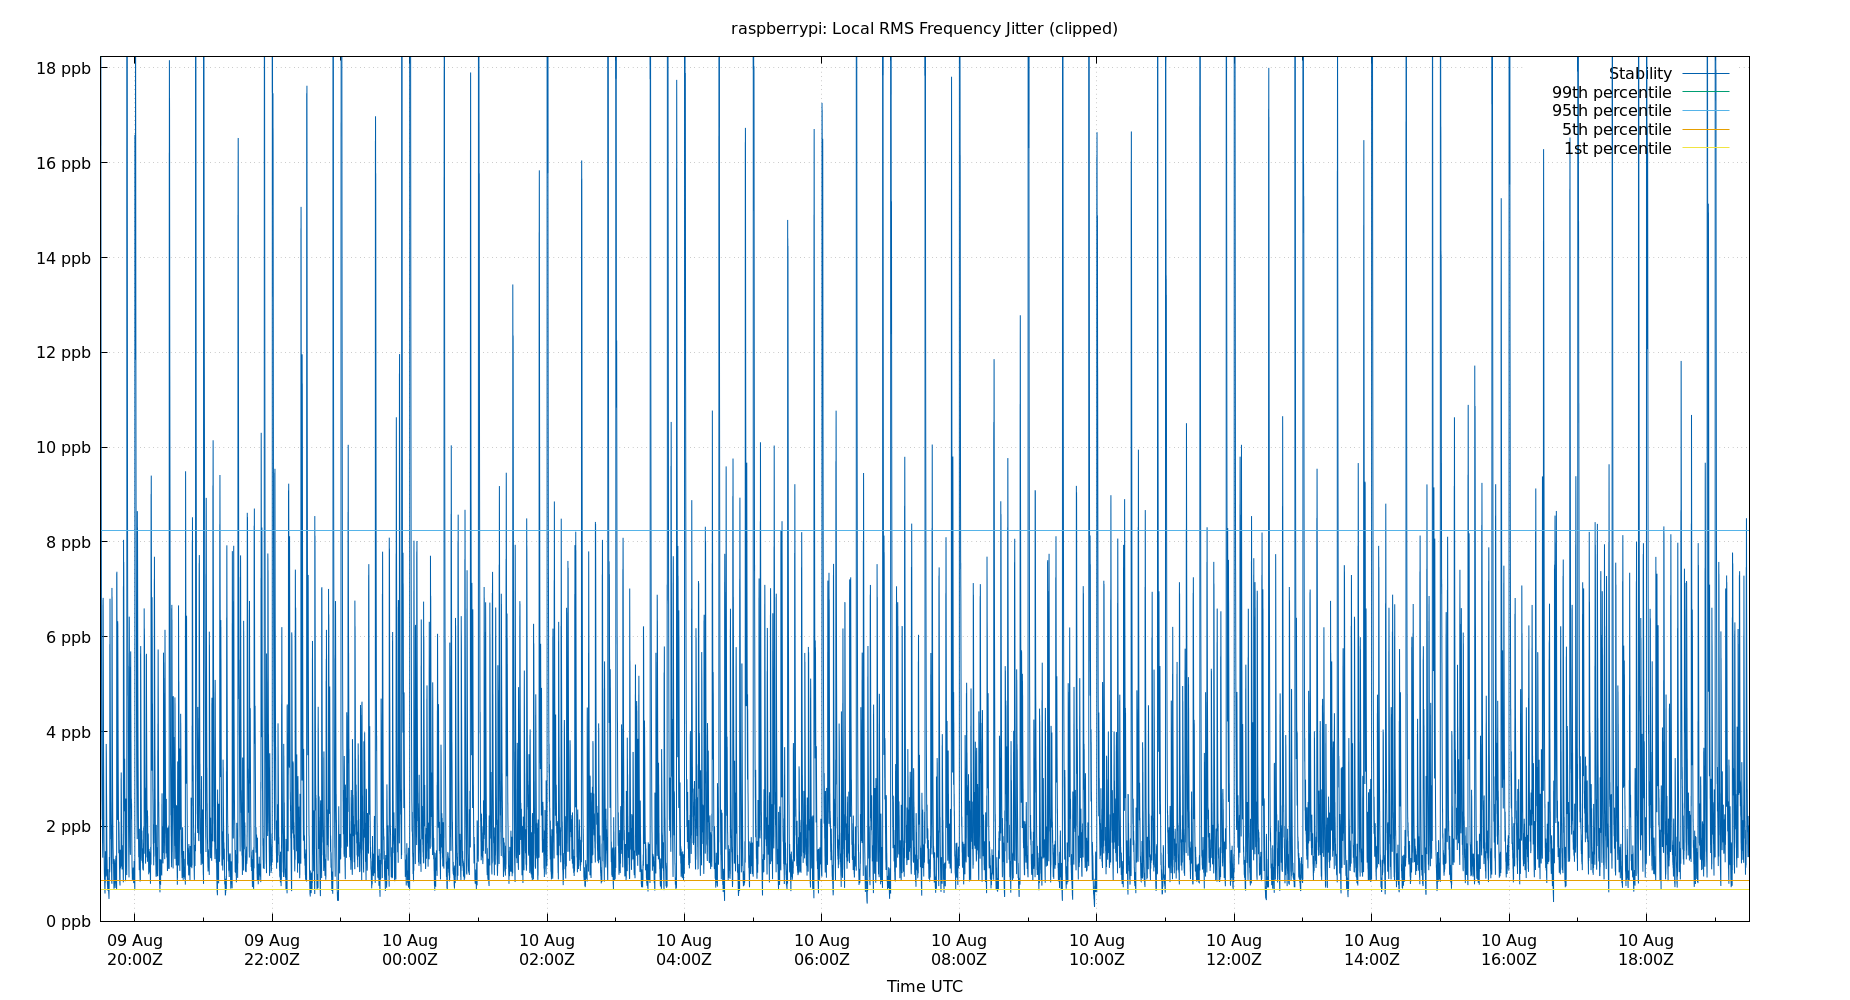 raspberrypi: Local RMS Frequency Jitter (clipped)
18 ppb
16 ppb
14 ppb
12 ppb
10 ppb
8 ppb
6 ppb
4 ppb
2 ppb
0 ppb
Stability
99th percentile
95th percentile
5th percentile
1st percentile
09 Aug 09 Aug 10 Aug 10 Aug 10 Aug 10 Aug 10 Aug 10 Aug 10 Aug 10 Aug 10 Aug 10 Aug
20:00Z 22:00Z 00:00Z 02:00Z 04:00Z 06:00Z 08:00Z 10:00Z 12:00Z 14:00Z 16:00Z 18:00Z
Time UTC